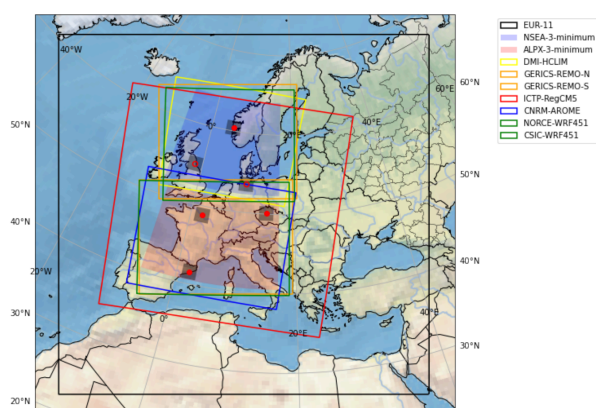 40°W
20°W
0°
20°E
40°E
60°E
50°N
40°N
20°W
30°N
20°N
0°
20°E
40°E
60°N
50°N
40°N
30°N
EUR-11
NSEA-3-minimum
ALPX-3-minimum
DMI-HCLIM
GERICS-REMO-N
GERICS-REMO-S
ICTP-RegCM5
CNRM-AROME
NORCE-WRF451
CSIC-WRF451